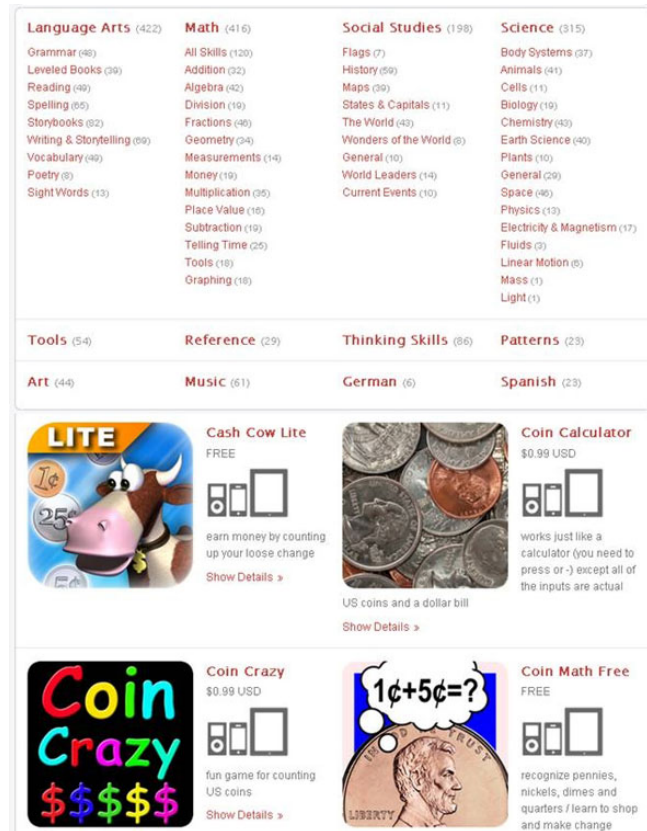 Language Arts (422)
Grammar (48)
Leveled Books (39)
Reading (49)
Spelling (65)
Storybooks (82)
Writing & Storytelling (69)
Vocabulary (49)
Poetry (8)
Sight Words (13)
Math (416)
All Skills (120)
Addition (32)
Algebra (42)
Division (19)
Fractions (46)
Geometry (34)
Measurements (14)
Money (19)
Multiplication (35)
Place Value (16)
Subtraction (19)
Telling Time (25)
Tools (18)
Graphing (18)
Social Studies (198)
Flags (7)
History (59)
Maps (39)
States & Capitals (11)
The World (43)
Wonders of the World (8)
General (10)
World Leaders (14)
Current Events (10)
Science (315)
Body Systems (37)
Animals (41)
Cells (11)
Biology (19)
Chemistry (43)
Earth Science (40)
Plants (10)
General (29)
Space (46)
Physics (13)
Electricity & Magnetism (17)
Fluids (3)
Linear Motion (6)
Mass (1)
Light (1)
Tools (54)
Reference (29)
Thinking Skills (86)
Patterns (23)
Art (44)
Music (61)
German (6)
Spanish (23)
LITE
1¢
25¢
5¢
Cash Cow Lite
FREE
earn money by counting
up your loose change
Show Details »
Coin Calculator
$0.99 USD
works just like a
calculator (you need to
press or -) except all of
the inputs are actual
US coins and a dollar bill
Show Details »
Coin
Crazy
$$$$$
Coin Crazy
$0.99 USD
fun game for counting
US coins
Show Details »
1¢+5¢=?
IN GOD WE TRUST
LIBERTY
Coin Math Free
FREE
recognize pennies,
nickels, dimes and
quarters / learn to shop
and make change